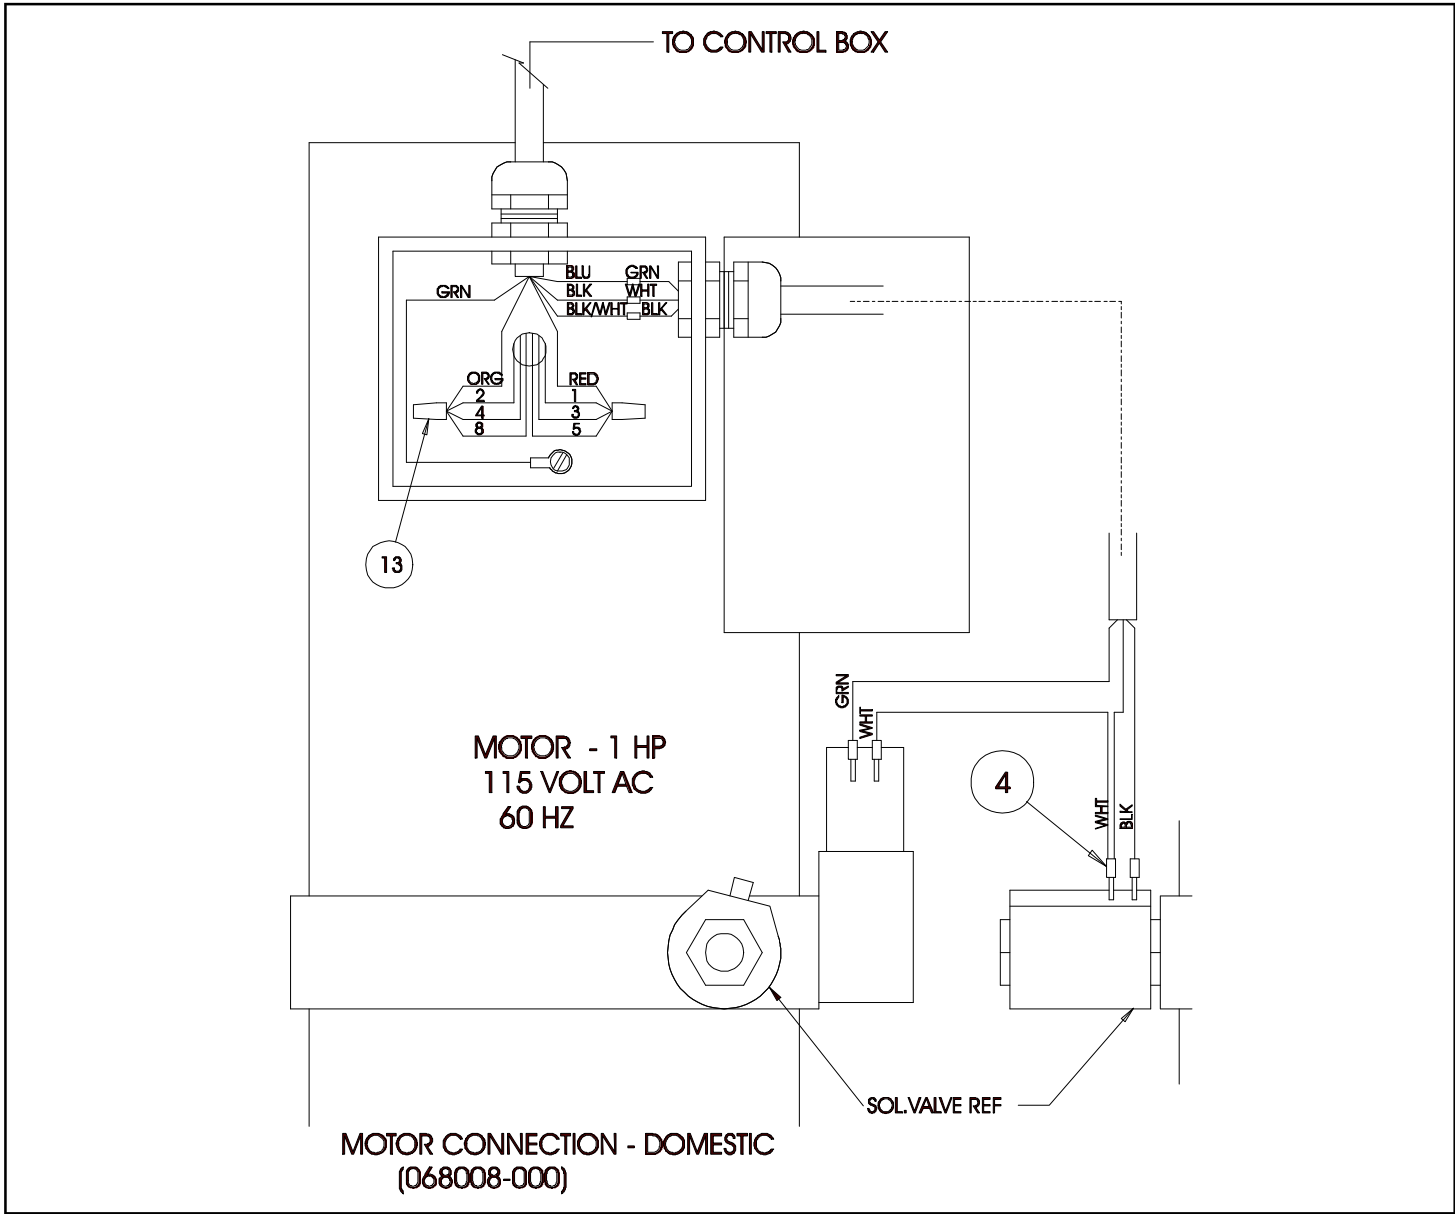 TO CONTROL BOX
BLU GRN
GRN BLK WHT
BLK/WHT BLK
ORG RED
2 1
4 3
8 5
13
GRN
WHT
MOTOR - 1 HP
115 VOLT AC
60 HZ
4
WHT
BLK
SOL.VALVE REF
MOTOR CONNECTION - DOMESTIC
(068008-000)